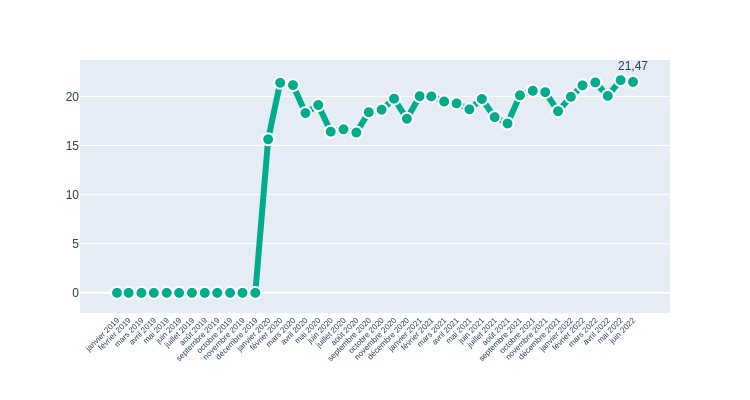 21,47
20
15
10
5
0
janvier 2019
février 2019
mars 2019
avril 2019
mai 2019
juin 2019
juillet 2019
août 2019
septembre 2019
octobre 2019
novembre 2019
décembre 2019
janvier 2020
février 2020
mars 2020
avril 2020
mai 2020
juin 2020
juillet 2020
août 2020
septembre 2020
octobre 2020
novembre 2020
décembre 2020
janvier 2021
février 2021
mars 2021
avril 2021
mai 2021
juin 2021
juillet 2021
août 2021
septembre 2021
octobre 2021
novembre 2021
décembre 2021
janvier 2022
février 2022
mars 2022
avril 2022
mai 2022
juin 2022